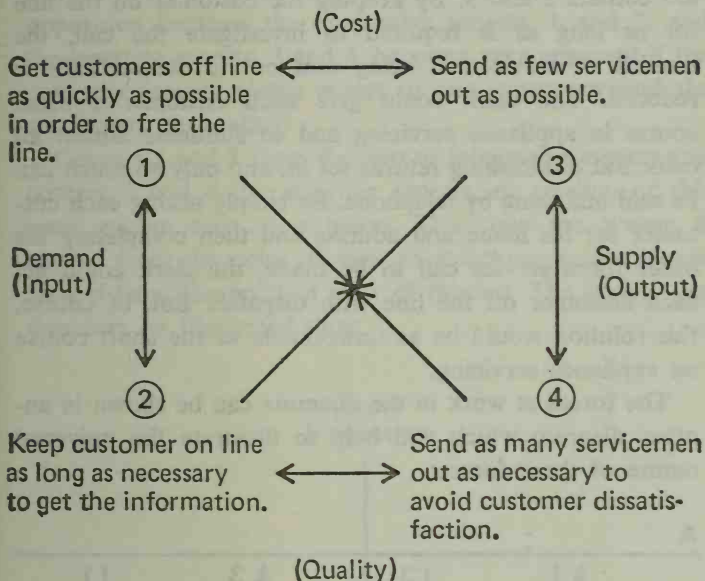 (Cost)
Get customers off line
as quickly as possible
in order to free the
line.
Send as few servicemen
out as possible.
1
3
Demand
(Input)
Supply
(Output)
2
4
Keep customer on line
as long as necessary
to get the information.
Send as many servicemen
out as necessary to
avoid customer dissatis-
faction.
(Quality)